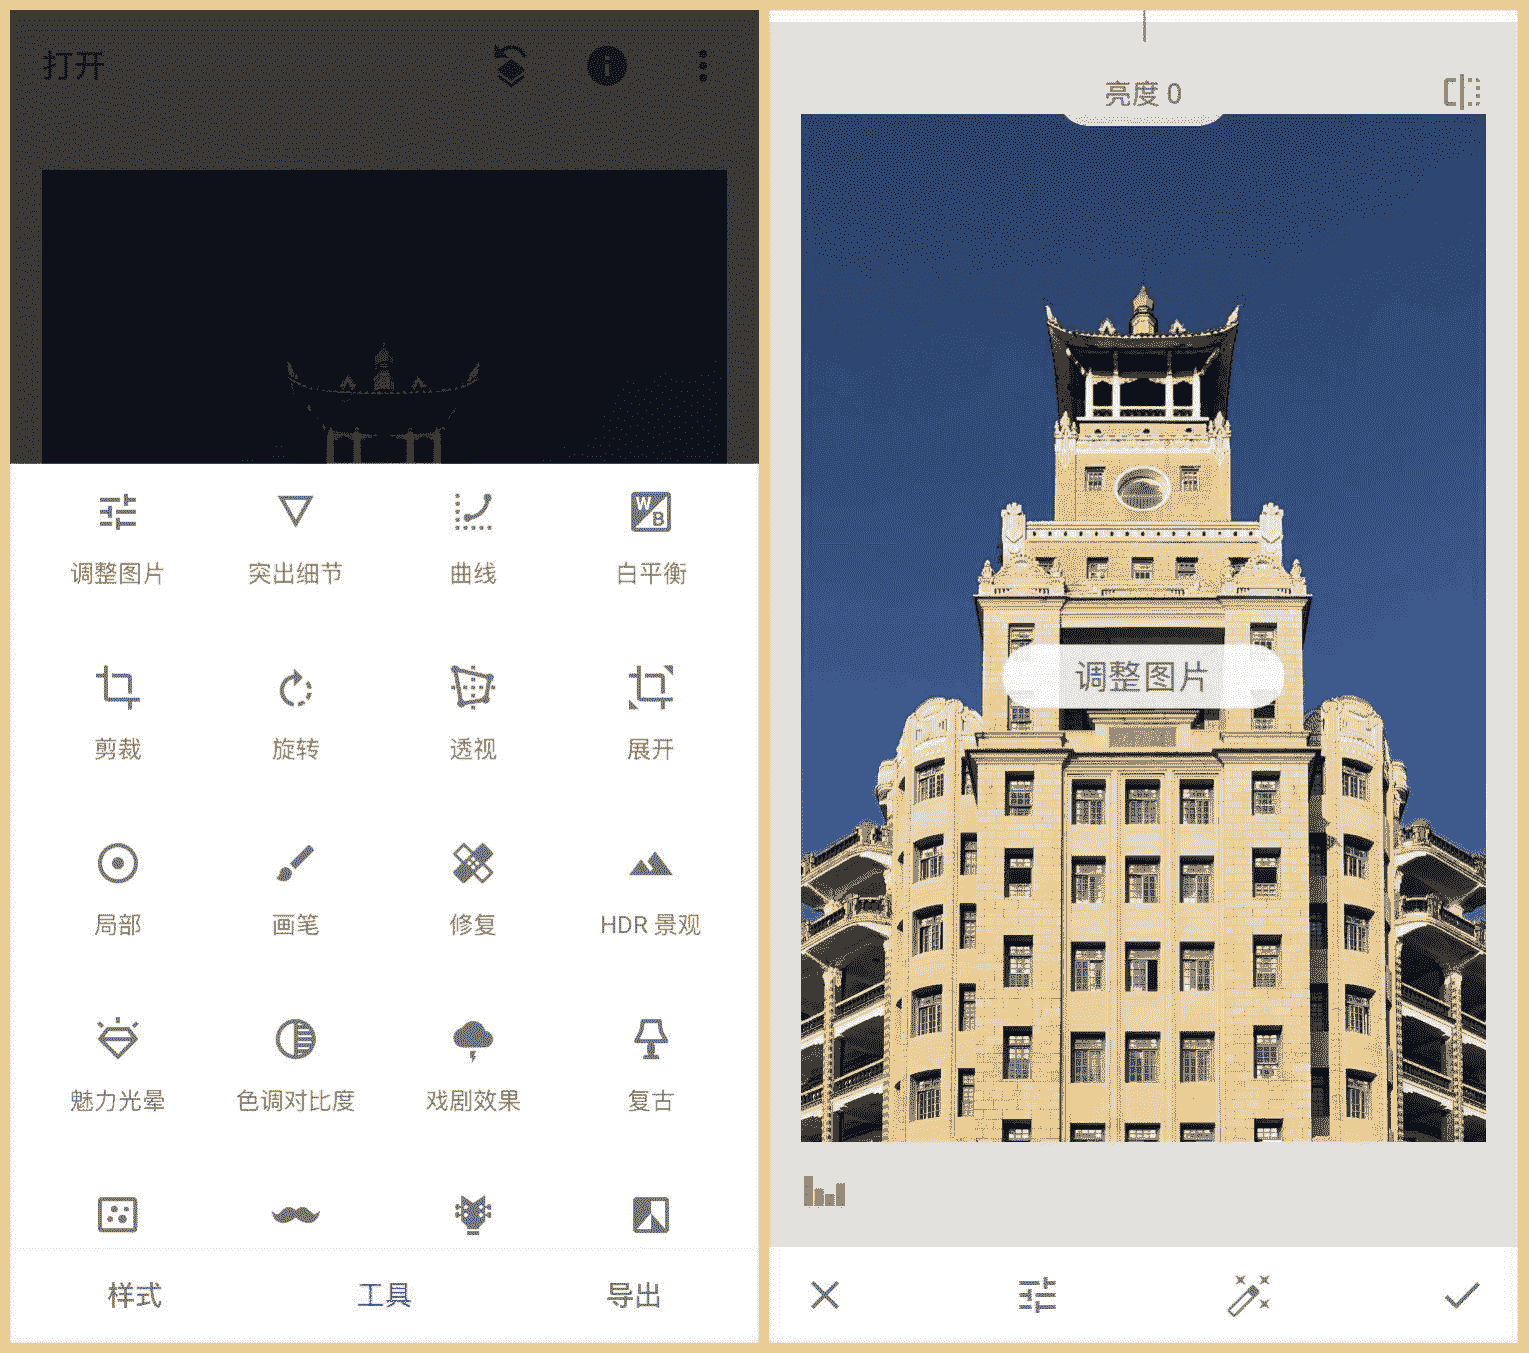 打开
调整图片
突出细节
曲线
白平衡
剪裁
旋转
透视
展开
局部
画笔
修复
HDR 景观
魅力光晕
色调对比度
戏剧效果
复古
样式
工具
导出
亮度 0
调整图片